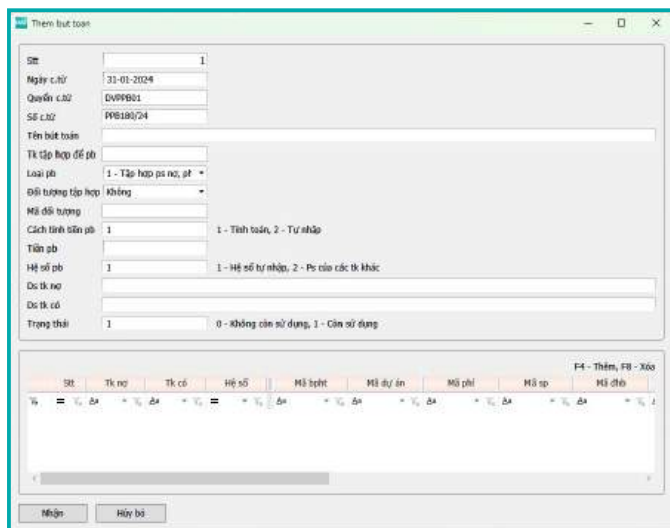 Them but toan
Stt 1
Ngày c.từ 31-01-2024
Quyển c.từ DVPPB01
Số c.từ PPB180/24
Tên bút toán
Tk tập hợp để pb
Loại pb 1 - Tập hợp ps nợ, ph
Đối tượng tập hợp Không
Mã đối tượng
Cách tính tiền pb 1 1 - Tính toán, 2 - Tự nhập
Tiền pb
Hệ số pb 1 1 - Hệ số tự nhập, 2 - Ps của các tk khác
Ds tk nợ
Ds tk có
Trạng thái 1 0 - Không còn sử dụng, 1 - Còn sử dụng
F4 - Thêm, F8 - Xóa
Stt Tk nợ Tk có Hệ số Mã bpht Mã dự án Mã phí Mã sp Mã đhb
Nhận Hủy bỏ